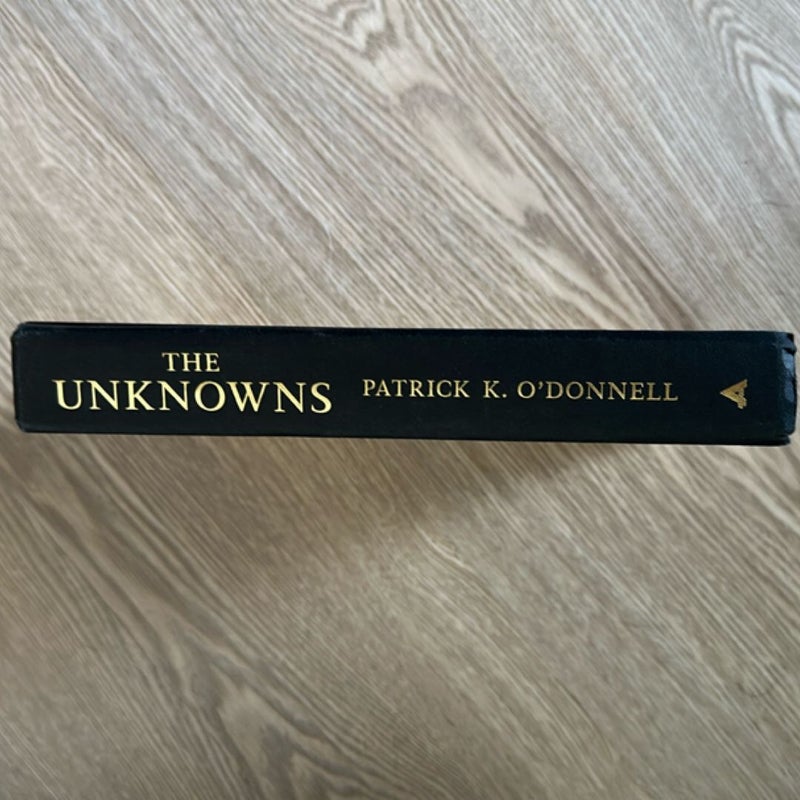 THE
UNKNOWNS
PATRICK K. O'DONNELL